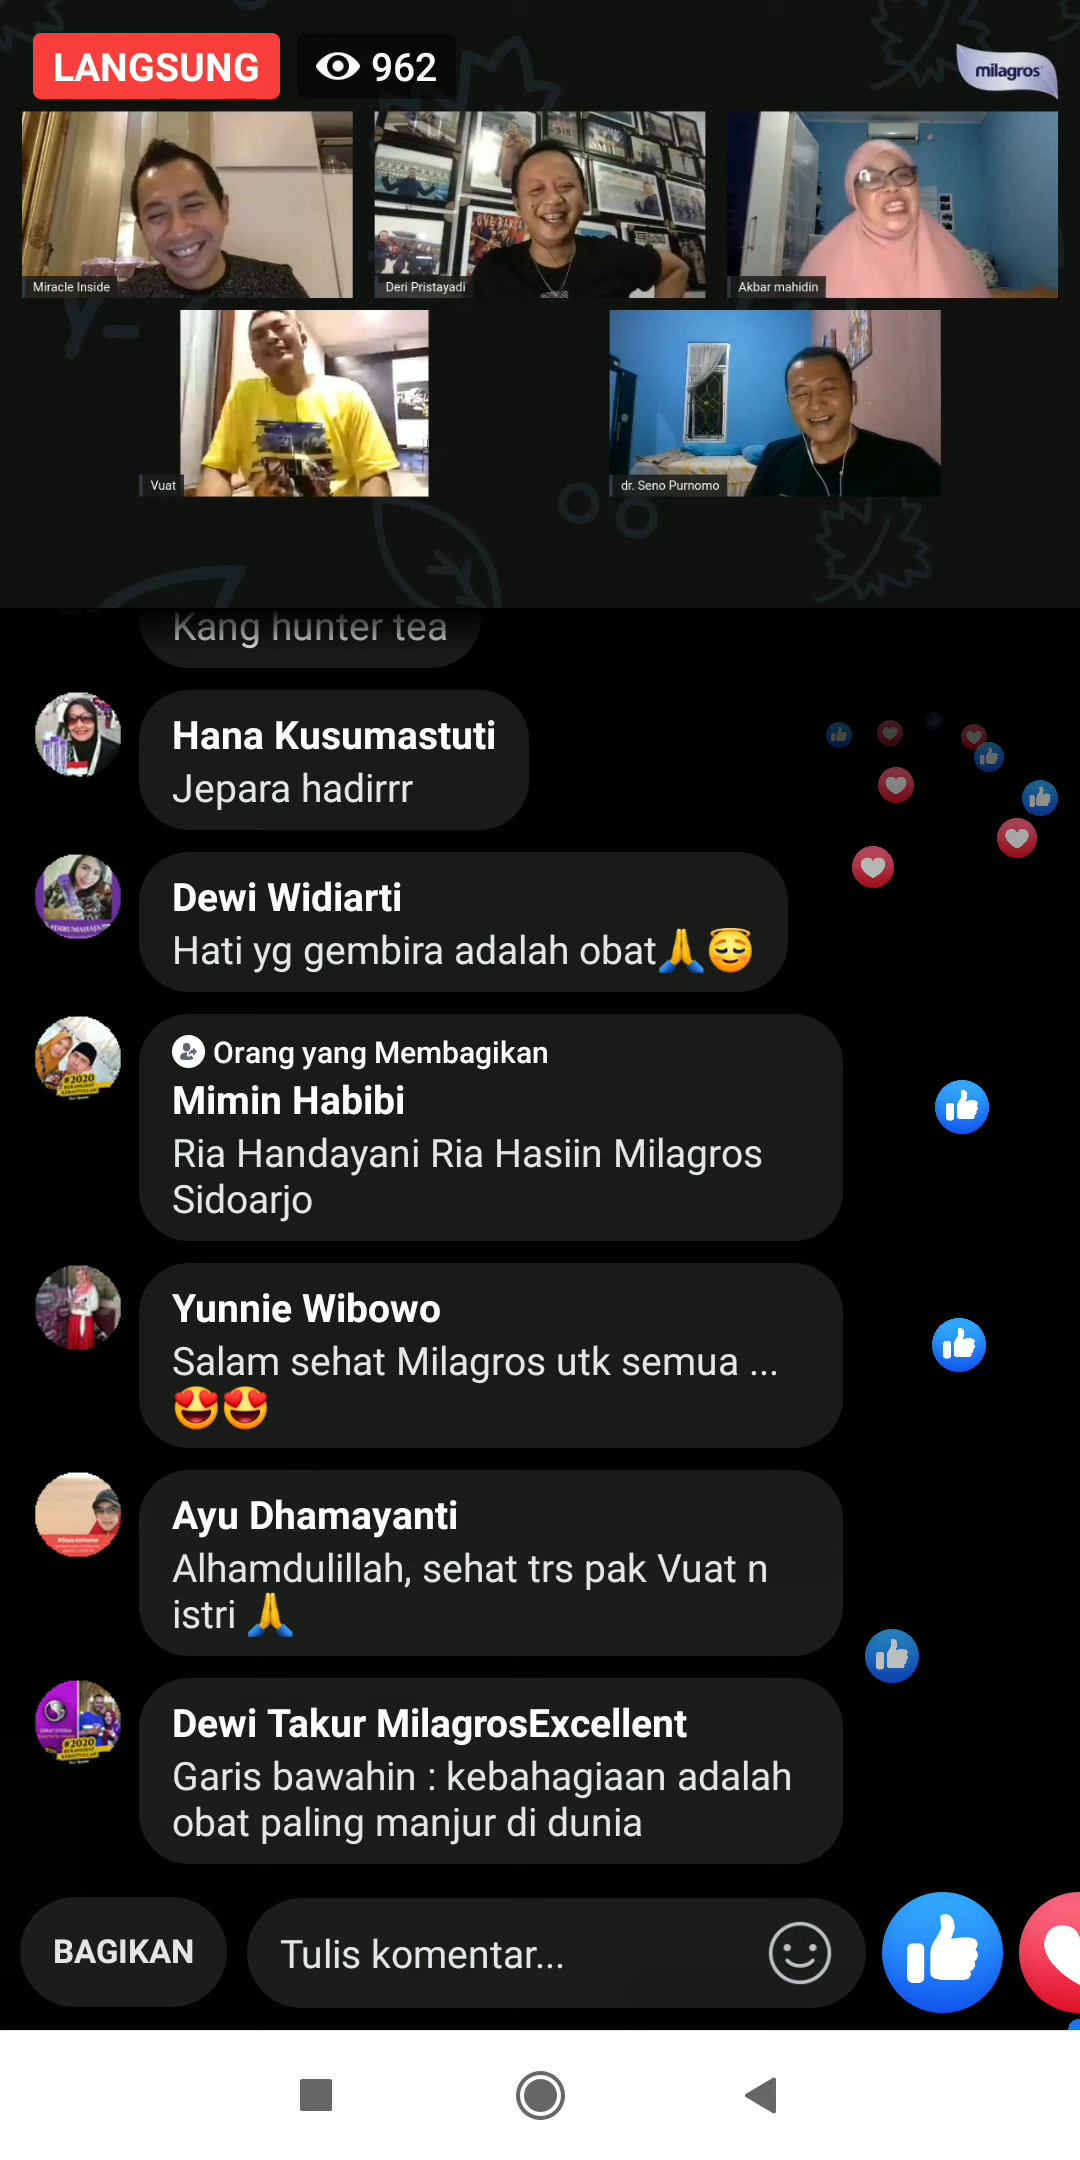 LANGSUNG
962
milagros
Miracle Inside
Deri Pristayadi
Akbar mahidin
Vuat
dr. Seno Purnomo
Kang hunter tea
Hana Kusumastuti
Jepara hadirrr
Dewi Widiarti
Hati yg gembira adalah obat🙏😇
Orang yang Membagikan
Mimin Habibi
Ria Handayani Ria Hasiin Milagros
Sidoarjo
#2020
Yunnie Wibowo
Salam sehat Milagros utk semua ...
😍😍
Ayu Dhamayanti
Alhamdulillah, sehat trs pak Vuat n
istri 🙏
Dewi Takur MilagrosExcellent
Garis bawahin : kebahagiaan adalah
obat paling manjur di dunia
#2020
BAGIKAN
Tulis komentar...